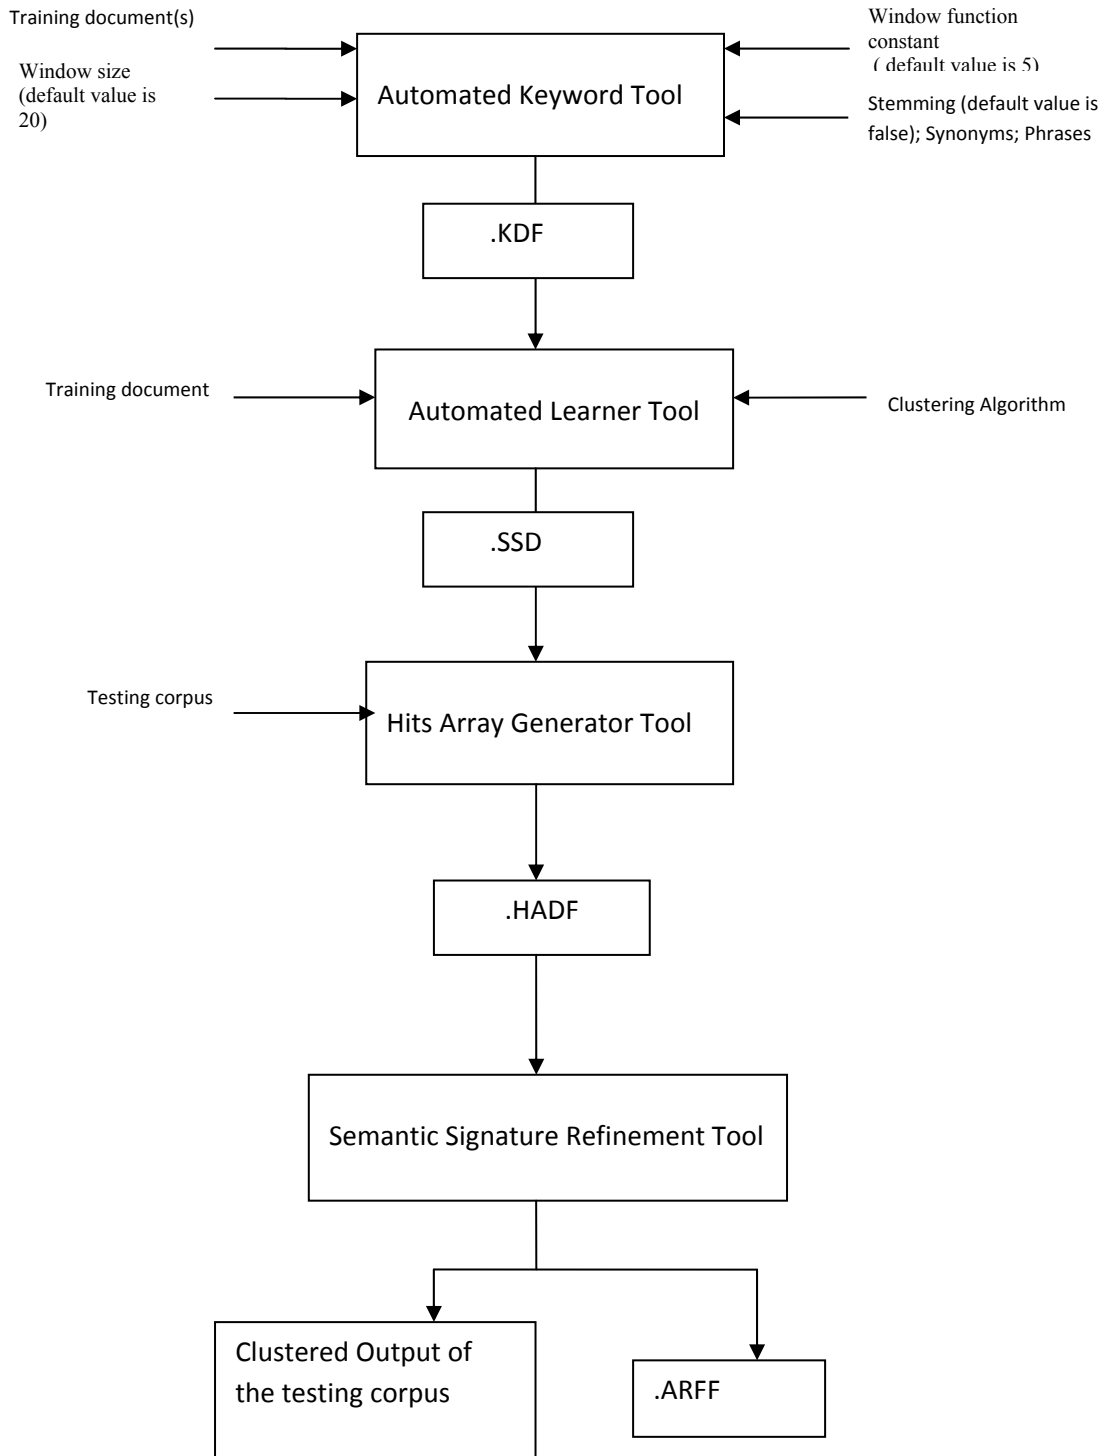 Training document(s)
Window size
(default value is
20)
Automated Keyword Tool
Window function
constant
( default value is 5)
Stemming (default value is
false); Synonyms; Phrases
.KDF
Training document
Automated Learner Tool
Clustering Algorithm
.SSD
Testing corpus
Hits Array Generator Tool
.HADF
Semantic Signature Refinement Tool
Clustered Output of
the testing corpus
.ARFF